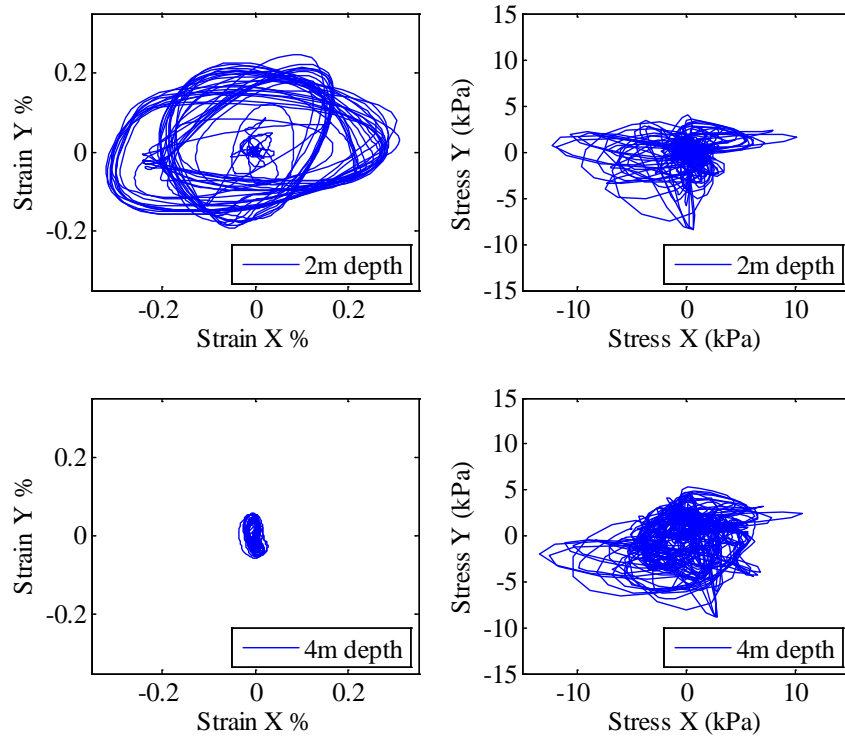 0.2
0
-0.2
Strain Y %
-0.2
0
0.2
Strain X %
2m depth
15
10
5
0
-5
-10
-15
Stress Y (kPa)
-10
0
10
Stress X (kPa)
2m depth
0.2
0
-0.2
Strain Y %
-0.2
0
0.2
Strain X %
4m depth
15
10
5
0
-5
-10
-15
Stress Y (kPa)
-10
0
10
Stress X (kPa)
4m depth